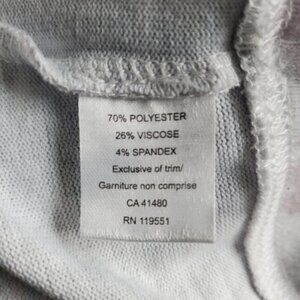 70% POLYESTER
26% VISCOSE
4% SPANDEX
Exclusive of trim/
Garniture non comprise
CA 41480
RN 119551